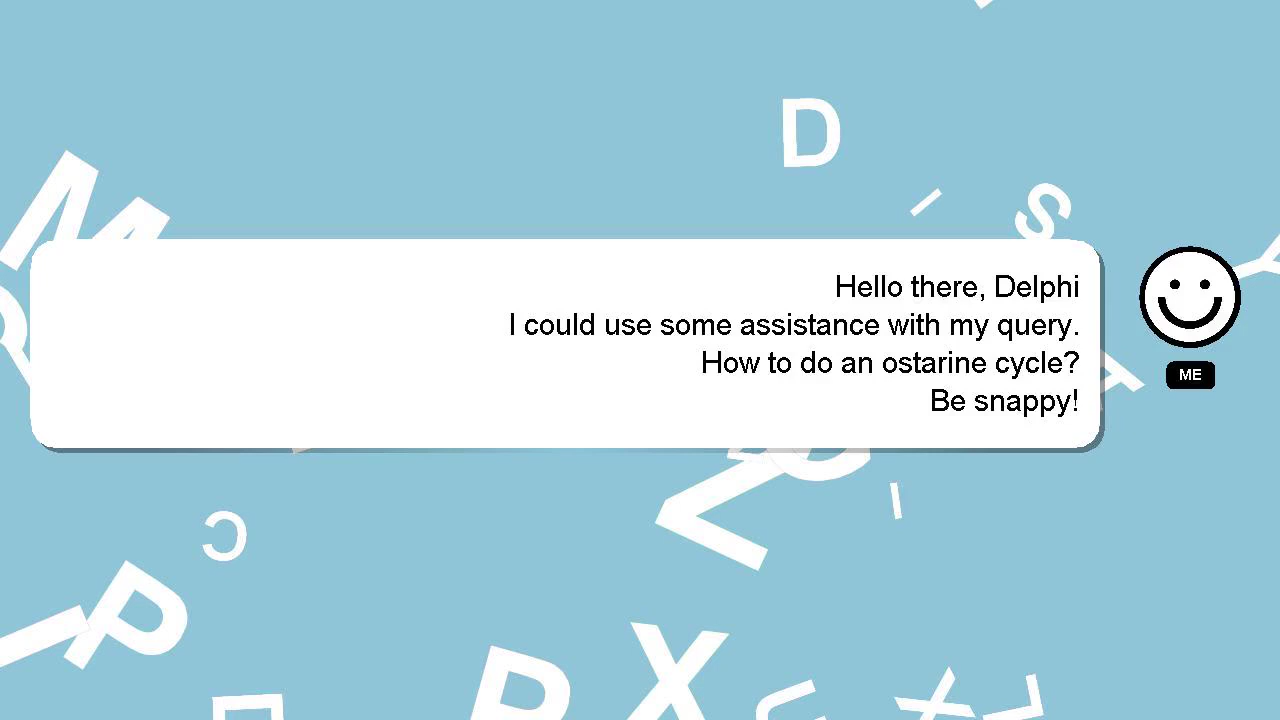 Hello there, Delphi
I could use some assistance with my query.
How to do an ostarine cycle?
Be snappy!
ME